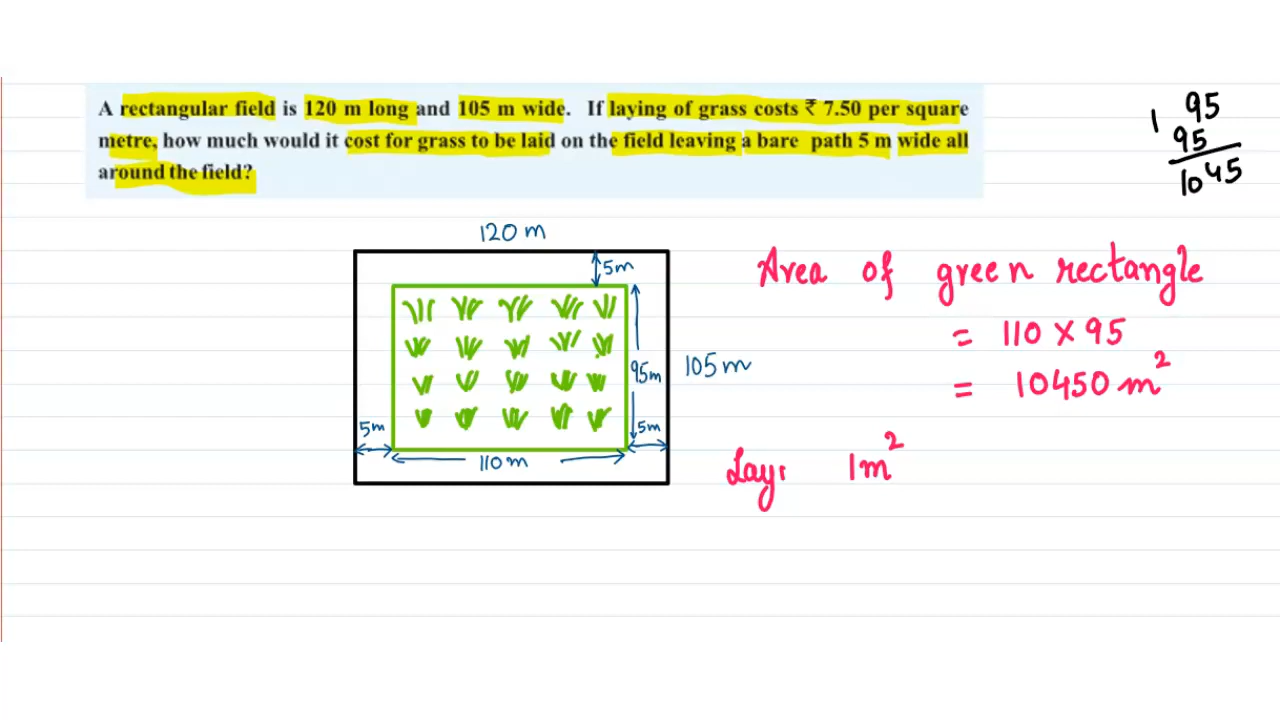 A rectangular field is 120 m long and 105 m wide. If laying of grass costs ₹ 7.50 per square
metre, how much would it cost for grass to be laid on the field leaving a bare path 5 m wide all
around the field?
1 95
95
1045
120 m
5m
95m
105 m
5m
5m
110 m
Area of green rectangle
= 110 × 95
= 10450 m²
Lay: 1m²